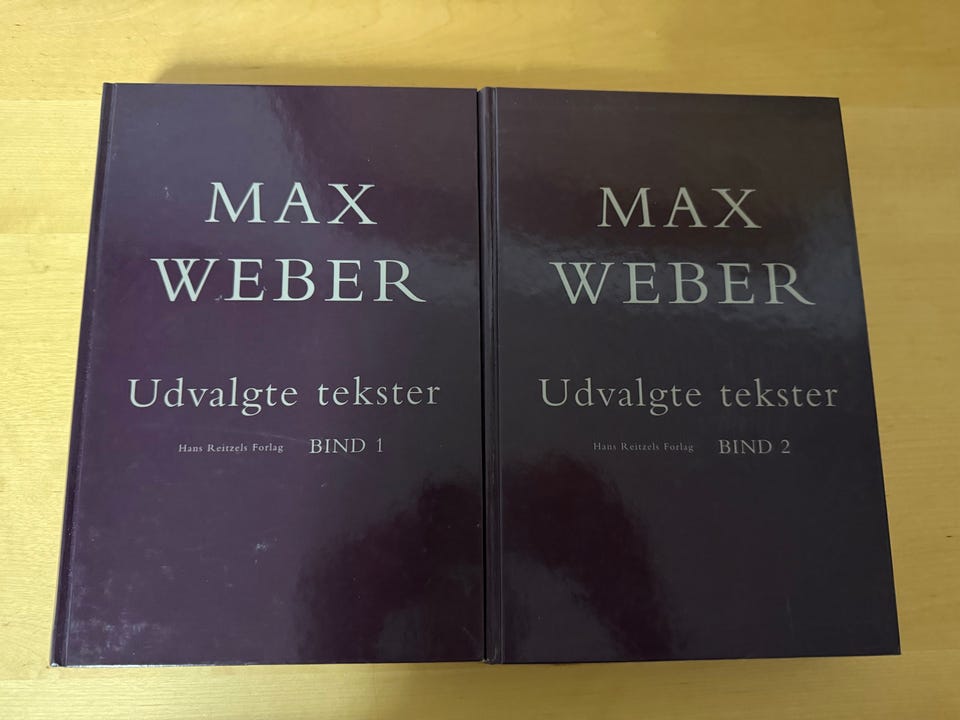 MAX
WEBER
Udvalgte tekster
Hans Reitzels Forlag BIND 1
MAX
WEBER
Udvalgte tekster
Hans Reitzels Forlag BIND 2